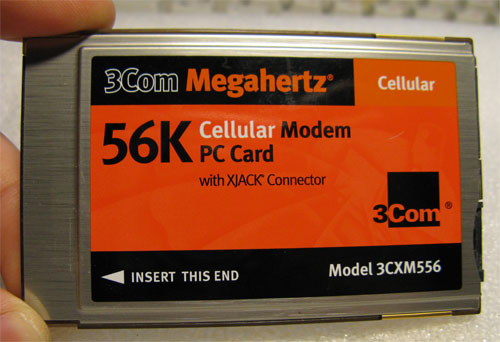 3Com Megahertz®
Cellular
56K Cellular Modem
PC Card
with XJACK® Connector
3Com®
INSERT THIS END
Model 3CXM556